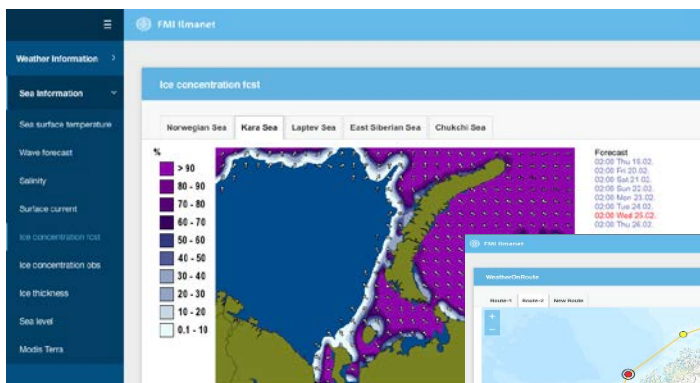 FMI Ilmanet
Weather Information
Sea Information
Sea surface temperature
Wave forecast
Salinity
Surface current
Ice concentration fcst
Ice concentration obs
Ice thickness
Sea level
Modis Terra
Ice concentration fcst
Norwegian Sea
Kara Sea
Laptev Sea
East Siberian Sea
Chukchi Sea
%
> 90
80 - 90
70 - 80
60 - 70
50 - 60
40 - 50
30 - 40
20 - 30
10 - 20
0.1 - 10
Forecast
02:00 Thu 19.02.
02:00 Fri 20.02.
02:00 Sat 21.02.
02:00 Sun 22.02.
02:00 Mon 23.02.
02:00 Tue 24.02.
02:00 Wed 25.02.
02:00 Thu 26.02.
FMI Ilmanet
WeatherOnRoute
Route-1
Route-2
New Route
+
−